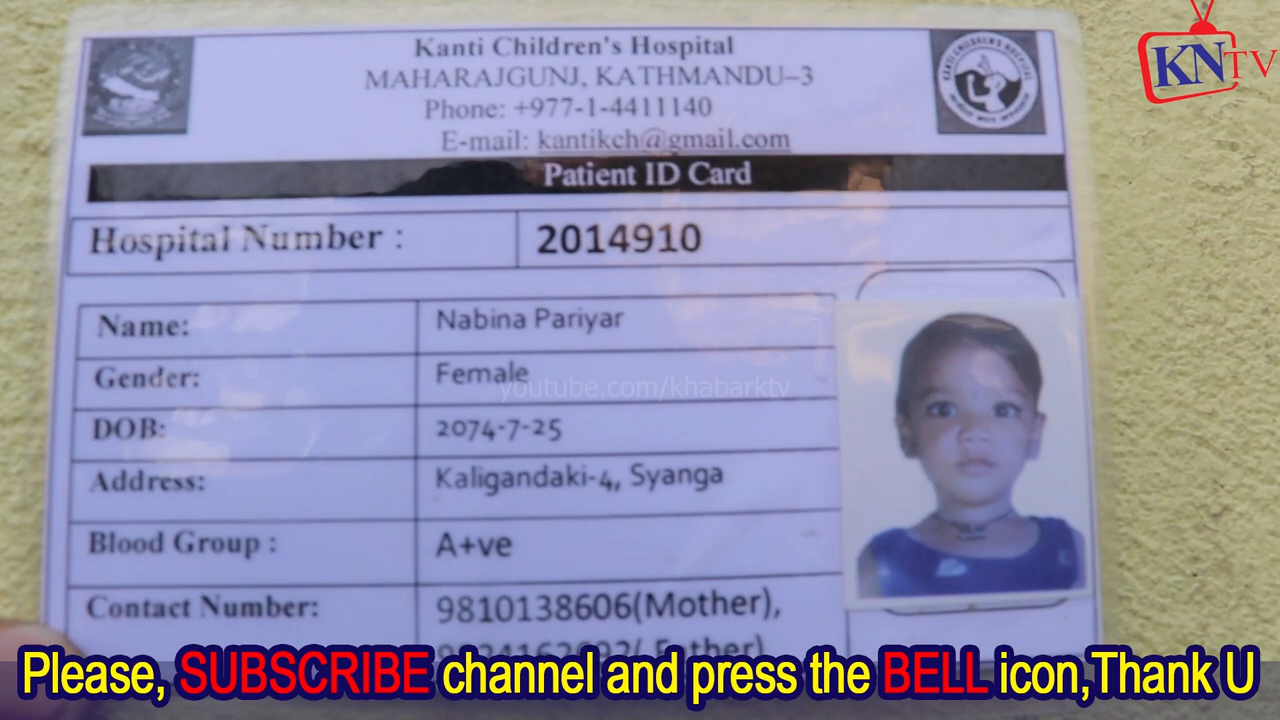 Kanti Children's Hospital
KNTV
MAHARAJGUNJ, KATHMANDU–3
Phone: +977-1-4411140
E-mail: kantikch@gmail.com
Patient ID Card
Hospital Number : 2014910
Name: Nabina Pariyar
Gender: Female
youtube.com/khabarktv
DOB: 2074-7-25
Address: Kaligandaki-4, Syanga
Blood Group : A+ve
Contact Number: 9810138606(Mother),
Father)
Please, SUBSCRIBE channel and press the BELL icon,Thank U